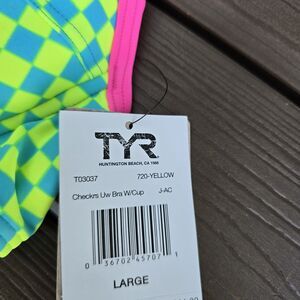 TYR
HUNTINGTON BEACH, CA 1985
T03037 720-YELLOW
Checkrs Uw Bra W/Cup J-AC
0 36702 45707 1
LARGE